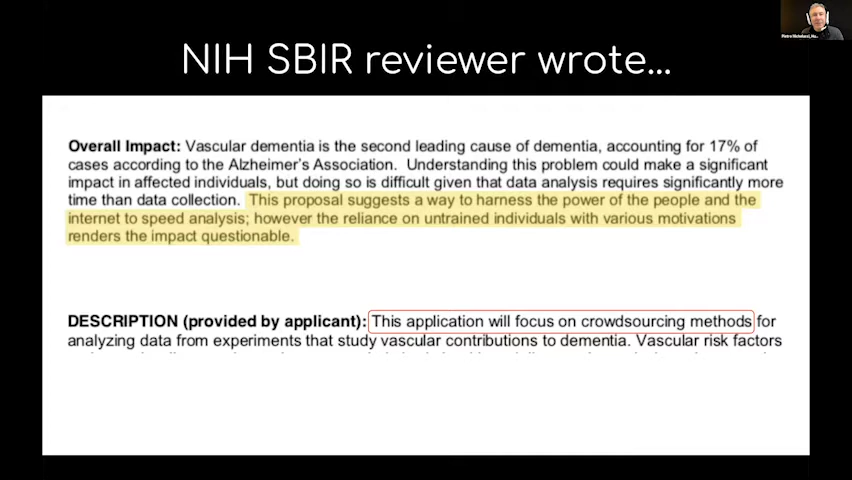 NIH SBIR reviewer wrote...
Overall Impact: Vascular dementia is the second leading cause of dementia, accounting for 17% of
cases according to the Alzheimer's Association. Understanding this problem could make a significant
impact in affected individuals, but doing so is difficult given that data analysis requires significantly more
time than data collection. This proposal suggests a way to harness the power of the people and the
internet to speed analysis; however the reliance on untrained individuals with various motivations
renders the impact questionable.
DESCRIPTION (provided by applicant): This application will focus on crowdsourcing methods for
analyzing data from experiments that study vascular contributions to dementia. Vascular risk factors